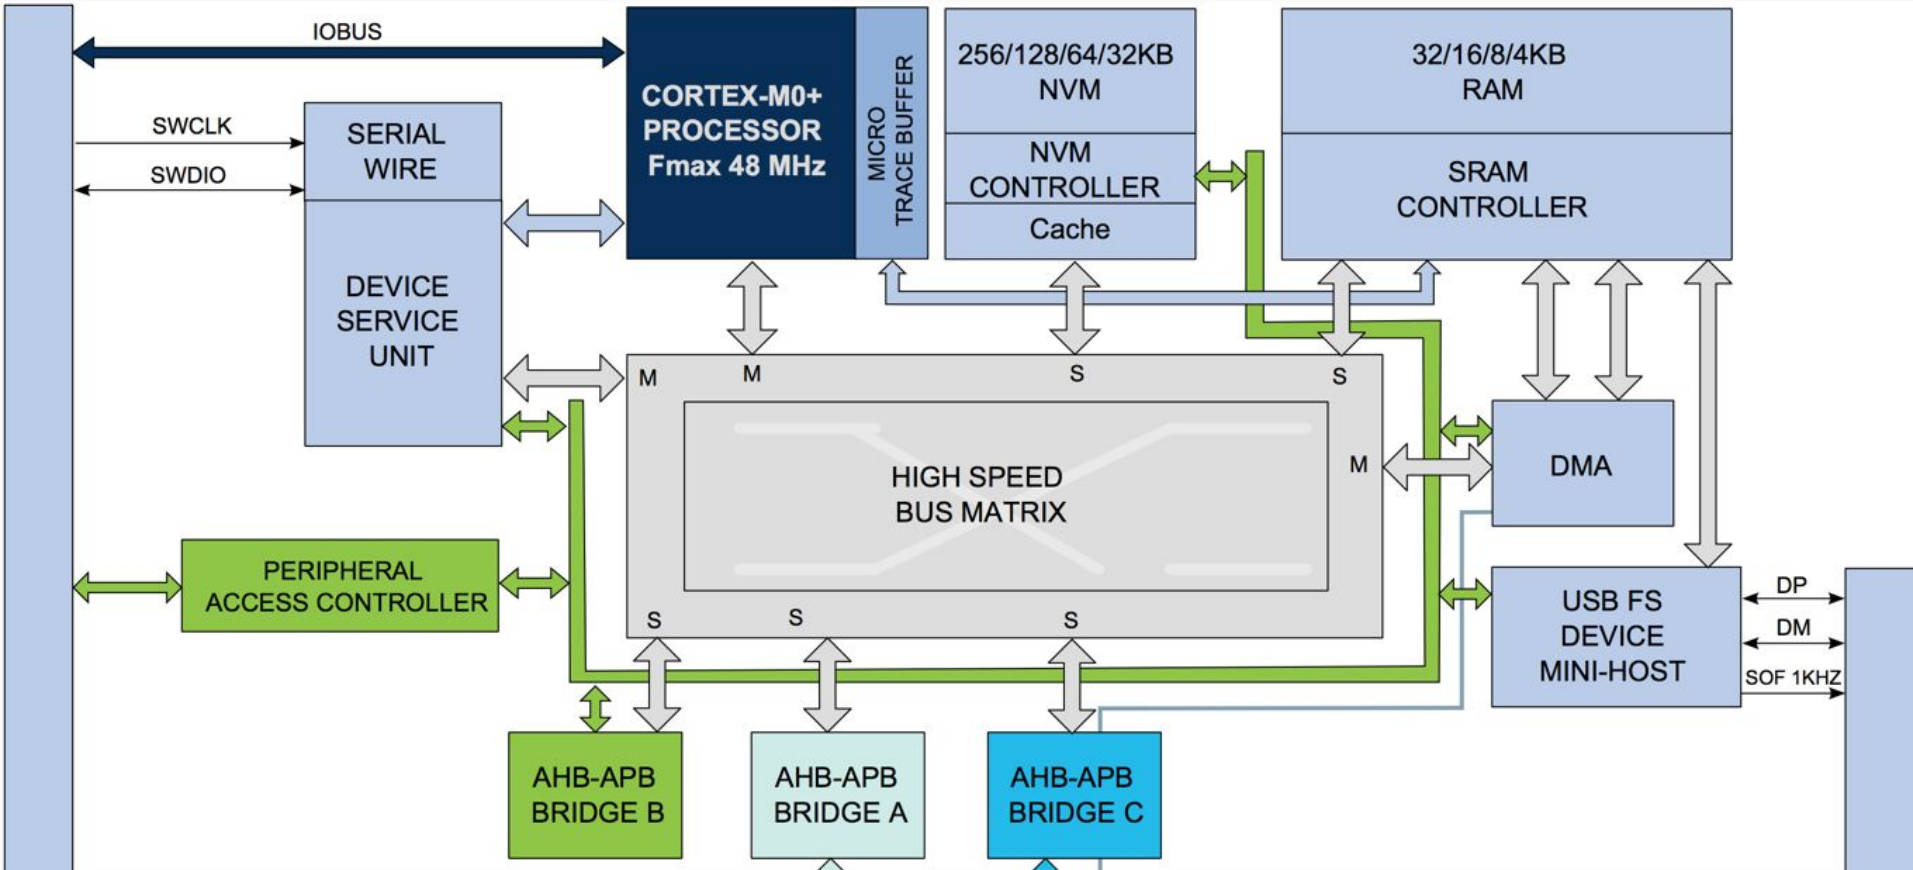 IOBUS
SWCLK
SWDIO
SERIAL
WIRE
DEVICE
SERVICE
UNIT
CORTEX-M0+
PROCESSOR
Fmax 48 MHz
MICRO
TRACE BUFFER
256/128/64/32KB
NVM
NVM
CONTROLLER
Cache
32/16/8/4KB
RAM
SRAM
CONTROLLER
M
M
S
S
HIGH SPEED
BUS MATRIX
M
DMA
PERIPHERAL
ACCESS CONTROLLER
S
S
S
USB FS
DEVICE
MINI-HOST
DP
DM
SOF 1KHZ
AHB-APB
BRIDGE B
AHB-APB
BRIDGE A
AHB-APB
BRIDGE C